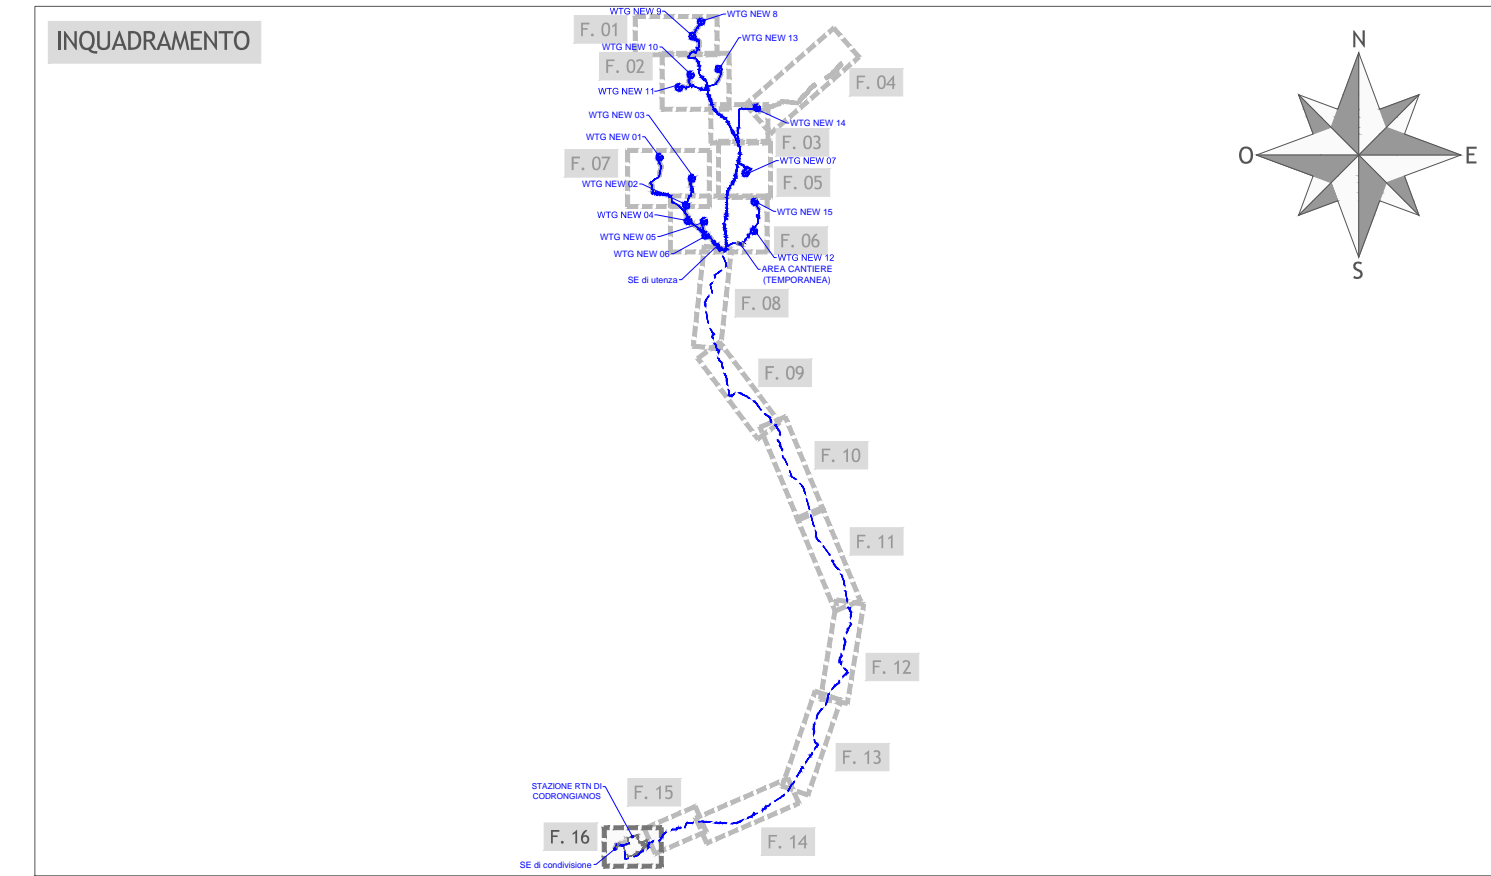 INQUADRAMENTO
WTG NEW 9
WTG NEW 8
F. 01
WTG NEW 10
WTG NEW 13
F. 02
F. 04
WTG NEW 11
WTG NEW 03
WTG NEW 14
WTG NEW 01
F. 03
F. 07
WTG NEW 07
WTG NEW 02
F. 05
WTG NEW 04
WTG NEW 15
WTG NEW 05
F. 06
WTG NEW 06
WTG NEW 12
AREA CANTIERE
(TEMPORANEA)
SE di utenza
F. 08
F. 09
F. 10
F. 11
F. 12
F. 13
STAZIONE RTN DI
CODRONGIANOS
F. 15
F. 16
F. 14
SE di condivisione
N
O
E
S